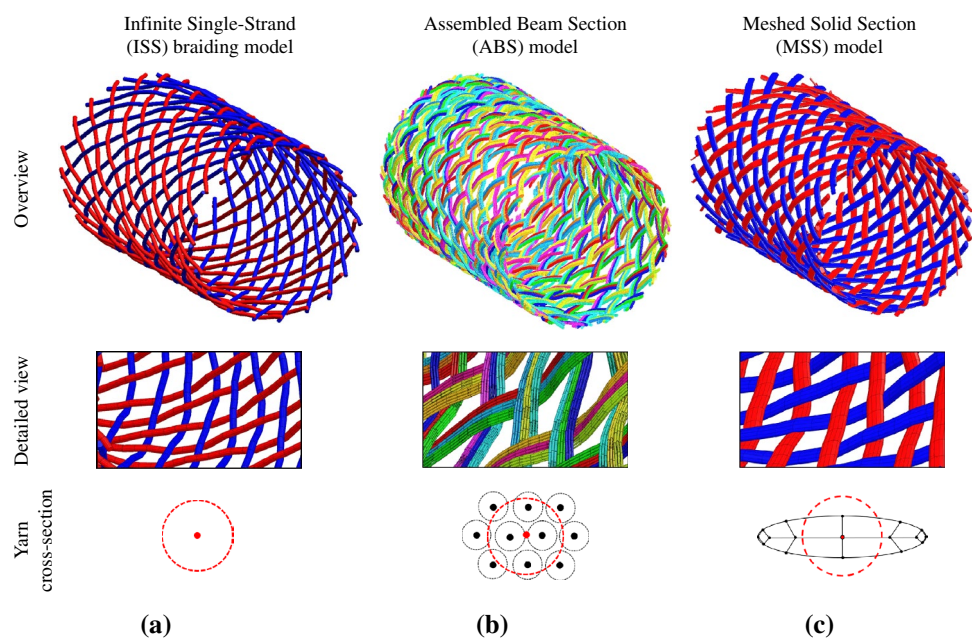 Infinite Single-Strand
(ISS) braiding model
Assembled Beam Section
(ABS) model
Meshed Solid Section
(MSS) model
Overview
Detailed view
Yarn
cross-section
(a)
(b)
(c)